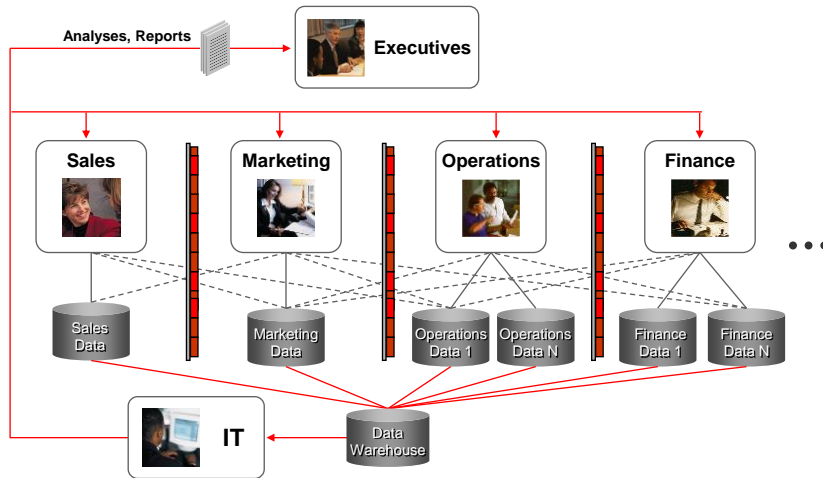 Analyses, Reports
Executives
Sales
Marketing
Operations
Finance
Sales
Data
Marketing
Data
Operations
Data 1
Operations
Data N
Finance
Data 1
Finance
Data N
IT
Data
Warehouse